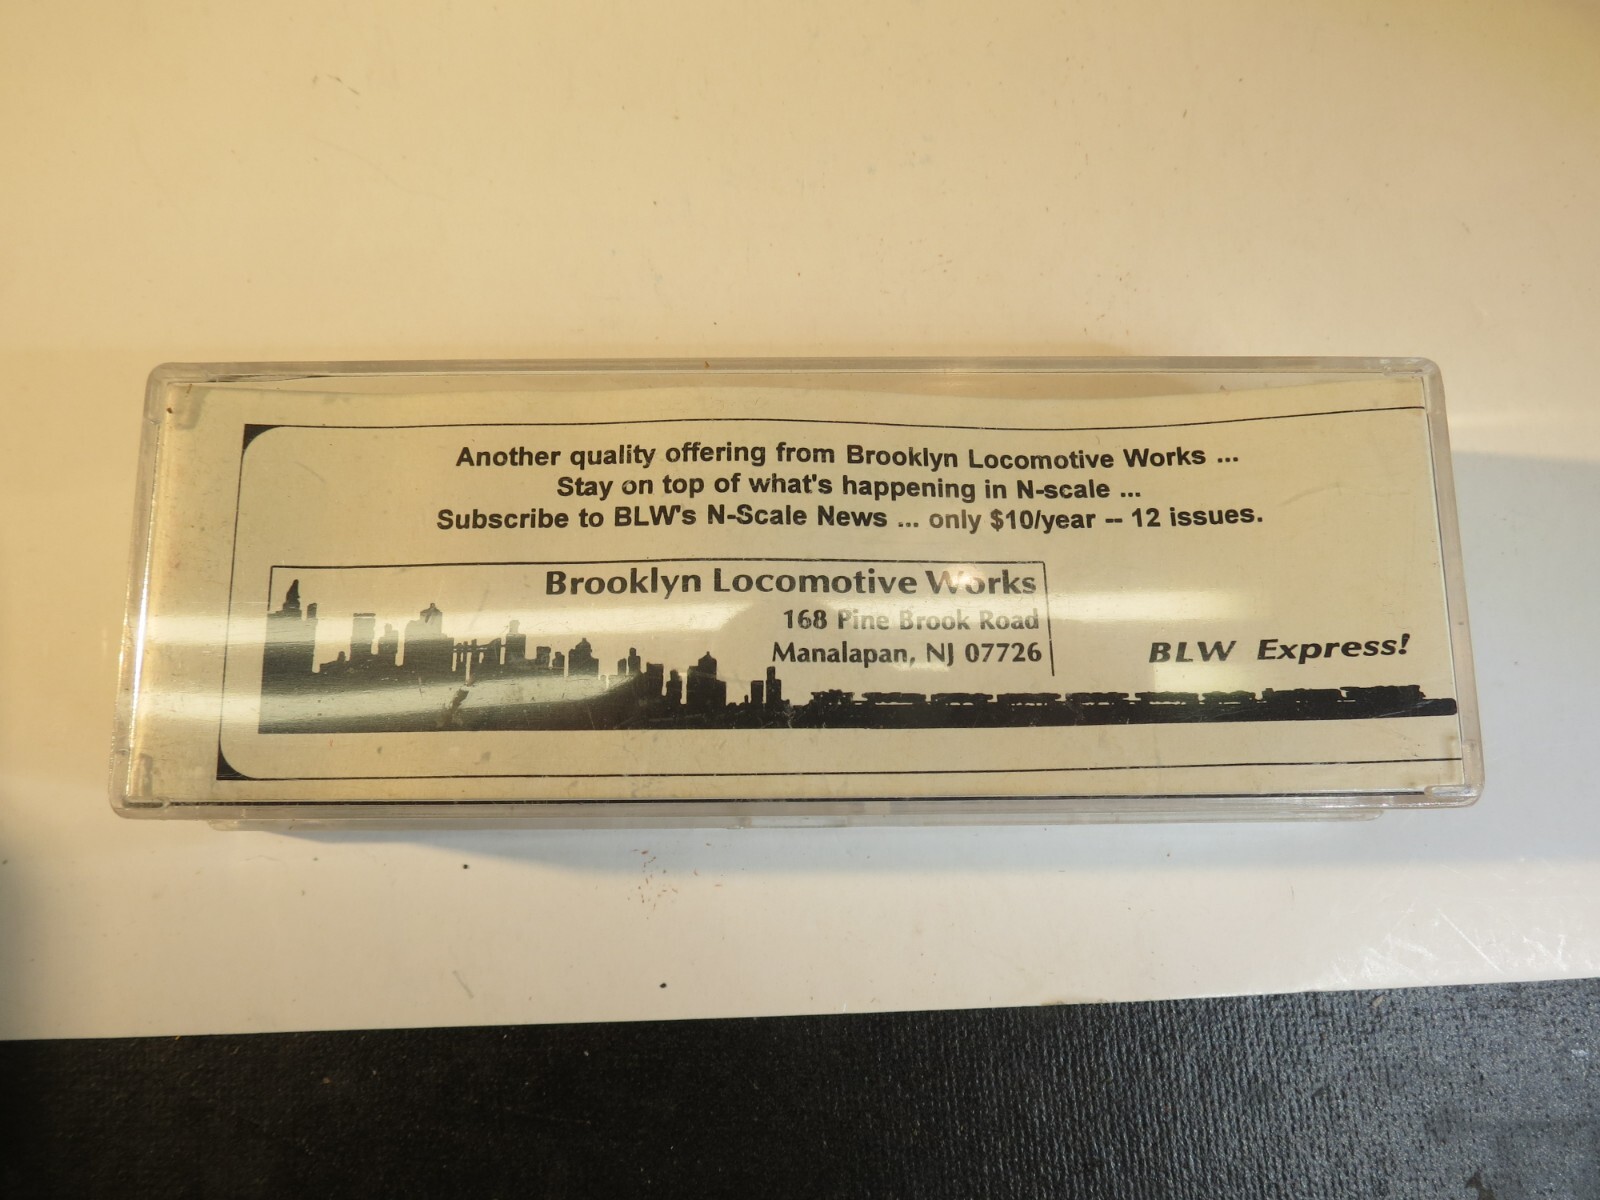 Another quality offering from Brooklyn Locomotive Works ...
Stay on top of what's happening in N-scale ...
Subscribe to BLW's N-Scale News ... only $10/year -- 12 issues.
Brooklyn Locomotive Works
168 Pine Brook Road
Manalapan, NJ 07726
BLW Express!